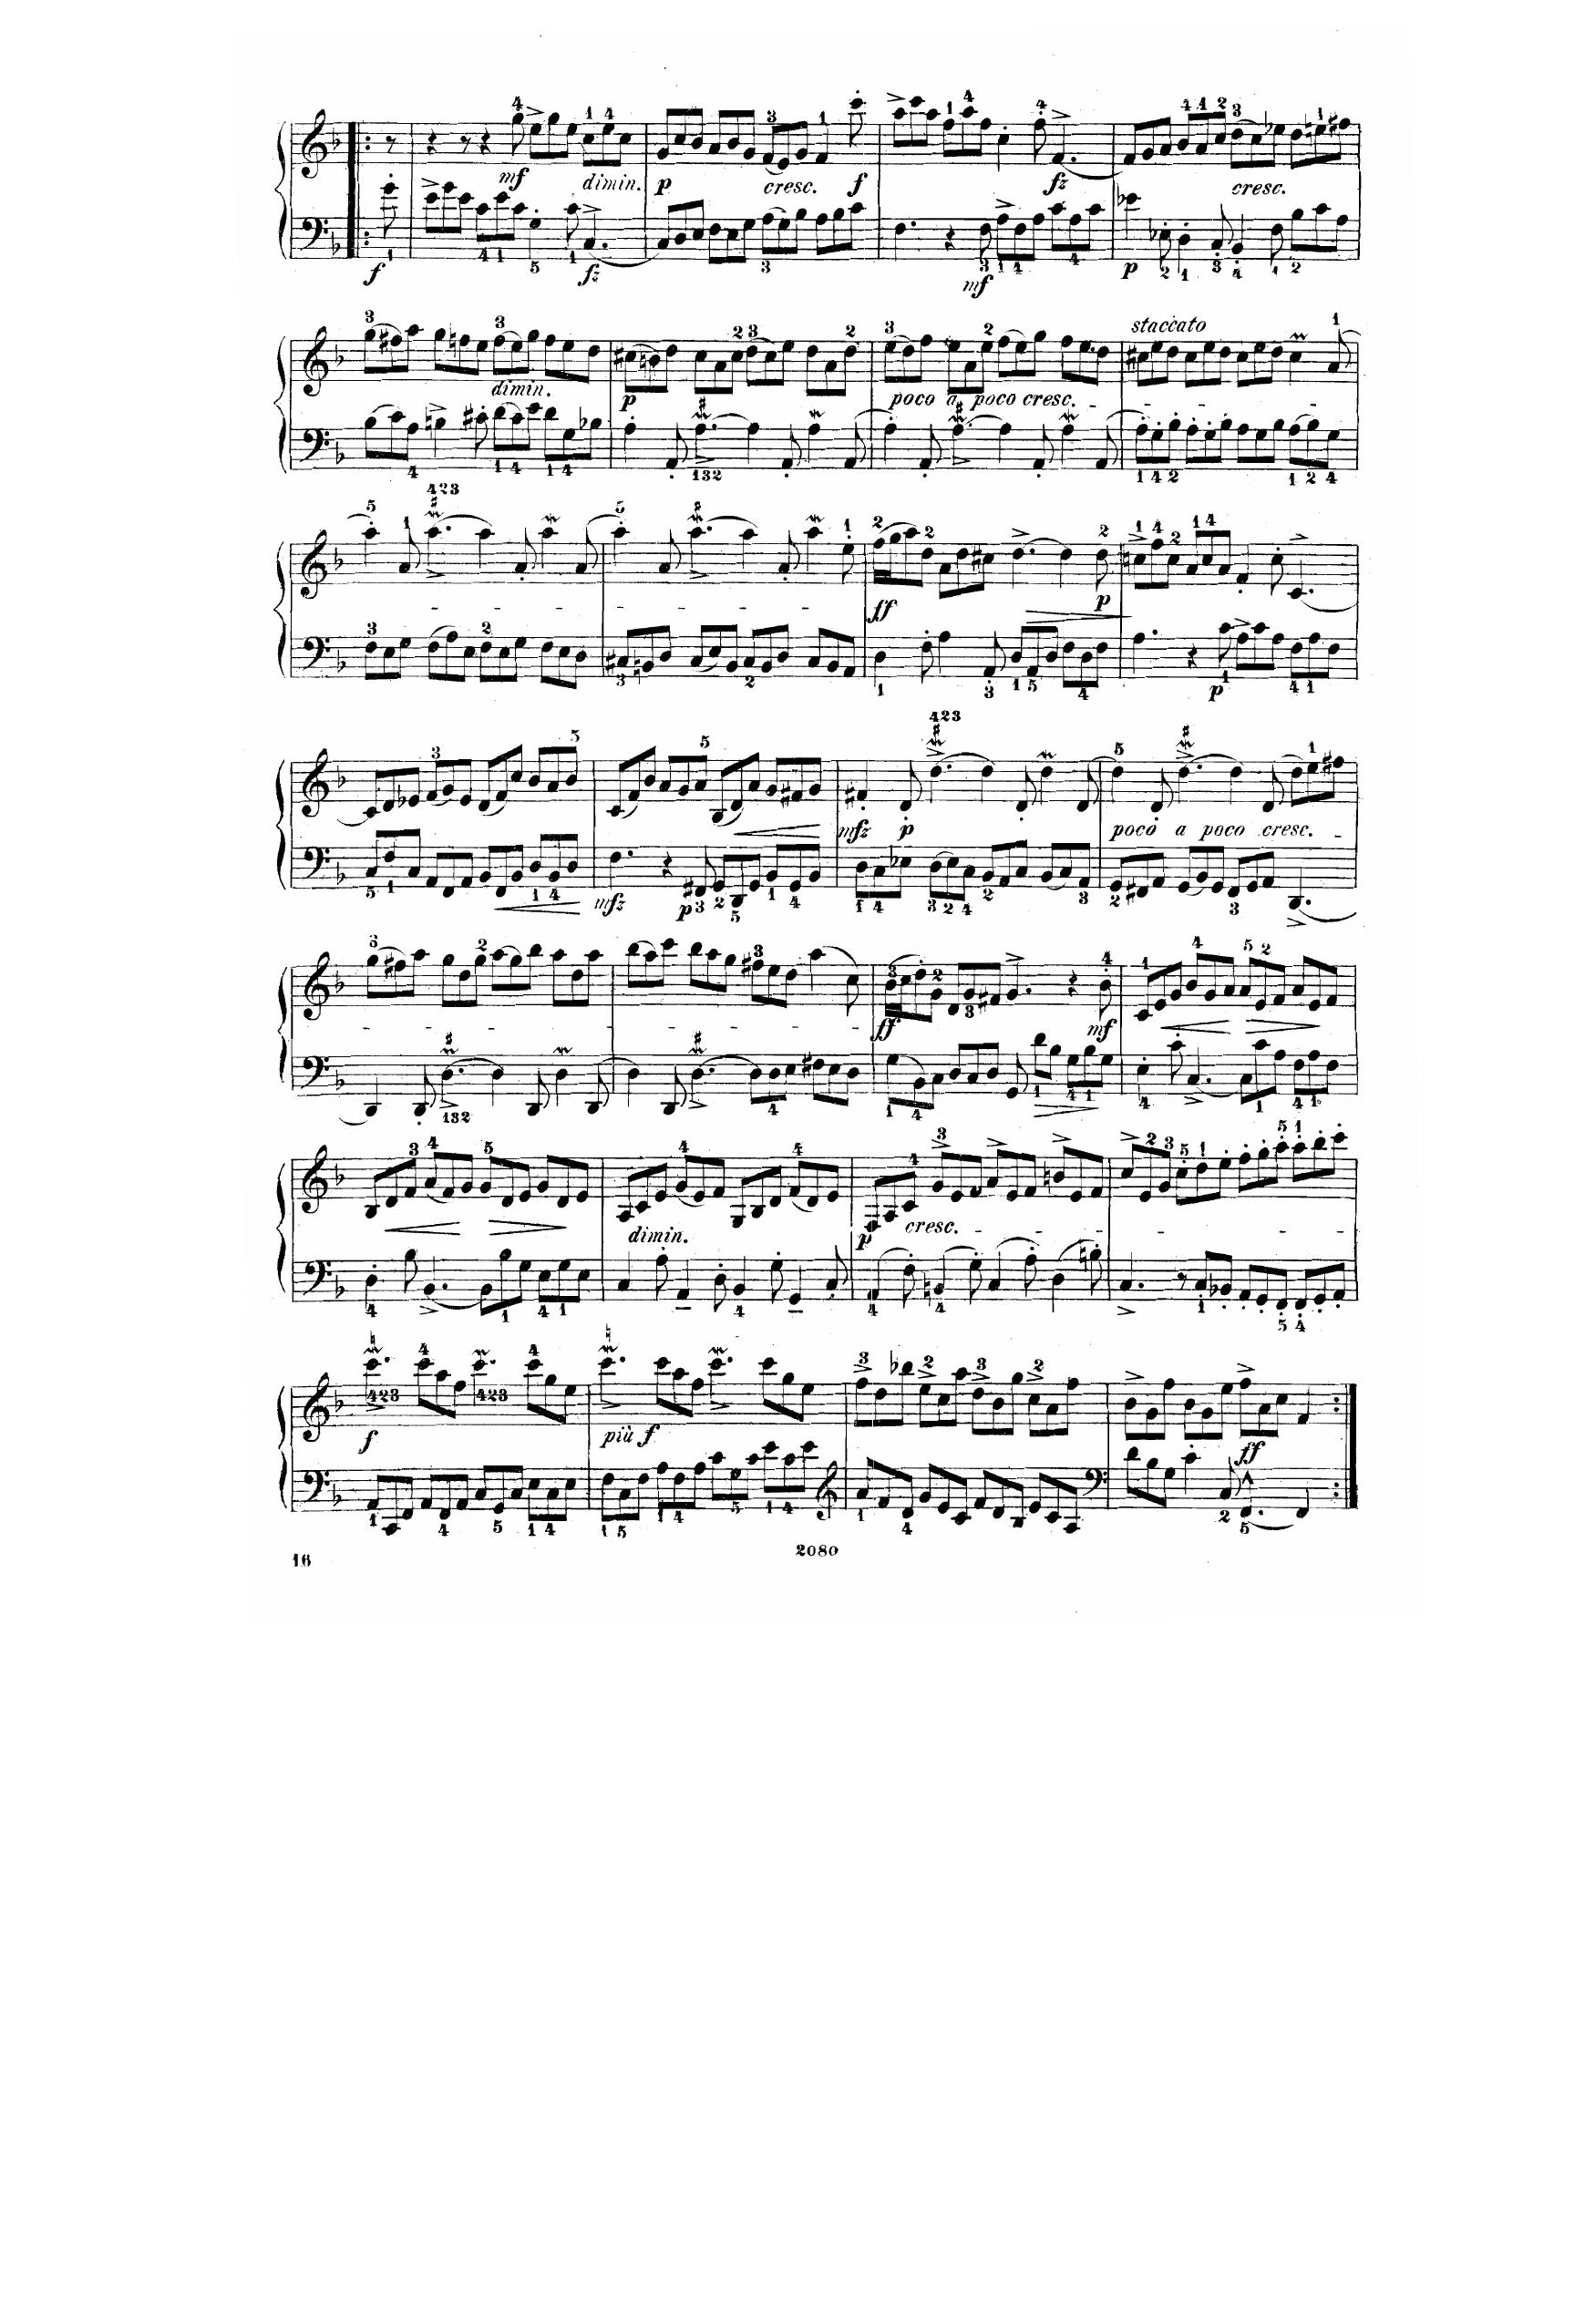 mf dimin. p cresc. f fz cresc.
f fz mf p
dimin. p poco a poco cresc. staccato
ff p
p
mfz p poco a poco cresc.
mfz p
ff mf
dimin. p cresc.
f più f ff
16 2080